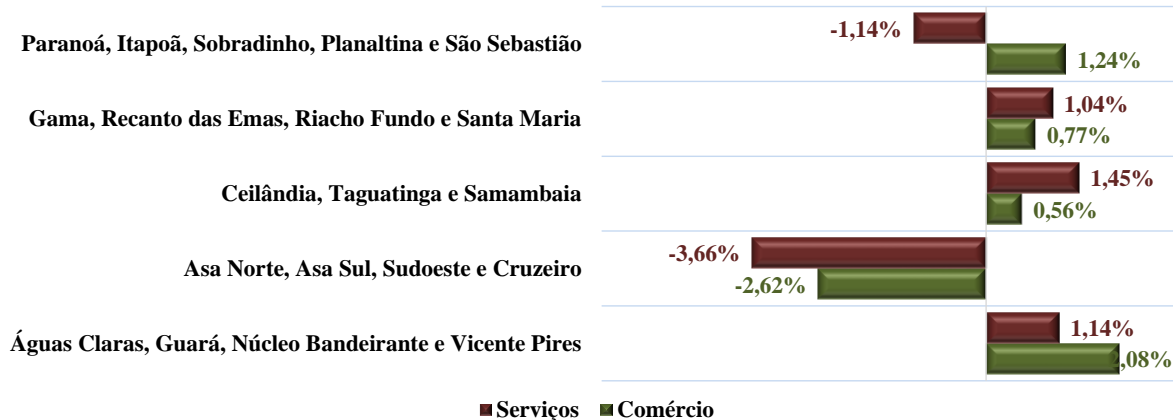 Paranoá, Itapoã, Sobradinho, Planaltina e São Sebastião
-1,14%
1,24%
Gama, Recanto das Emas, Riacho Fundo e Santa Maria
1,04%
0,77%
Ceilândia, Taguatinga e Samambaia
1,45%
0,56%
Asa Norte, Asa Sul, Sudoeste e Cruzeiro
-3,66%
-2,62%
Águas Claras, Guará, Núcleo Bandeirante e Vicente Pires
1,14%
2,08%
Serviços Comércio